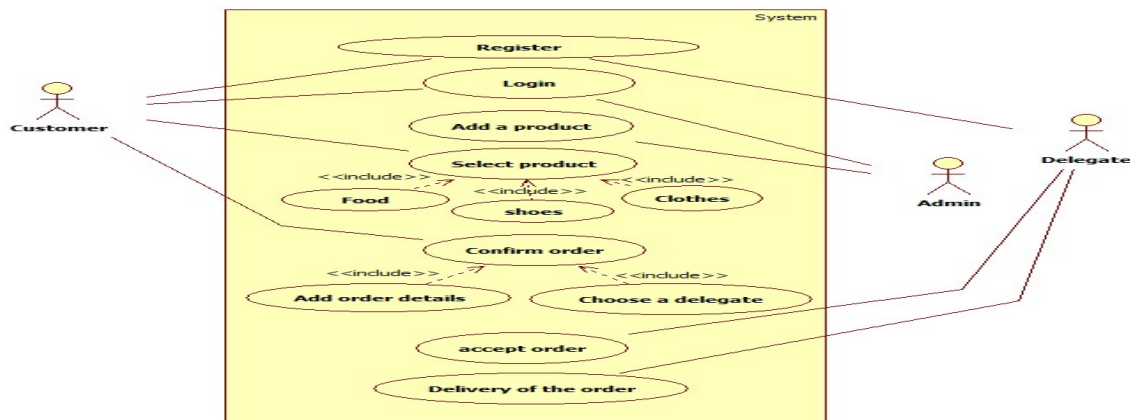 System
Register
Login
Customer
Add a product
Delegate
Select product
<<include>>
<<include>>
<<include>>
Food
shoes
Clothes
Admin
Confirm order
<<include>>
<<include>>
Add order details
Choose a delegate
accept order
Delivery of the order